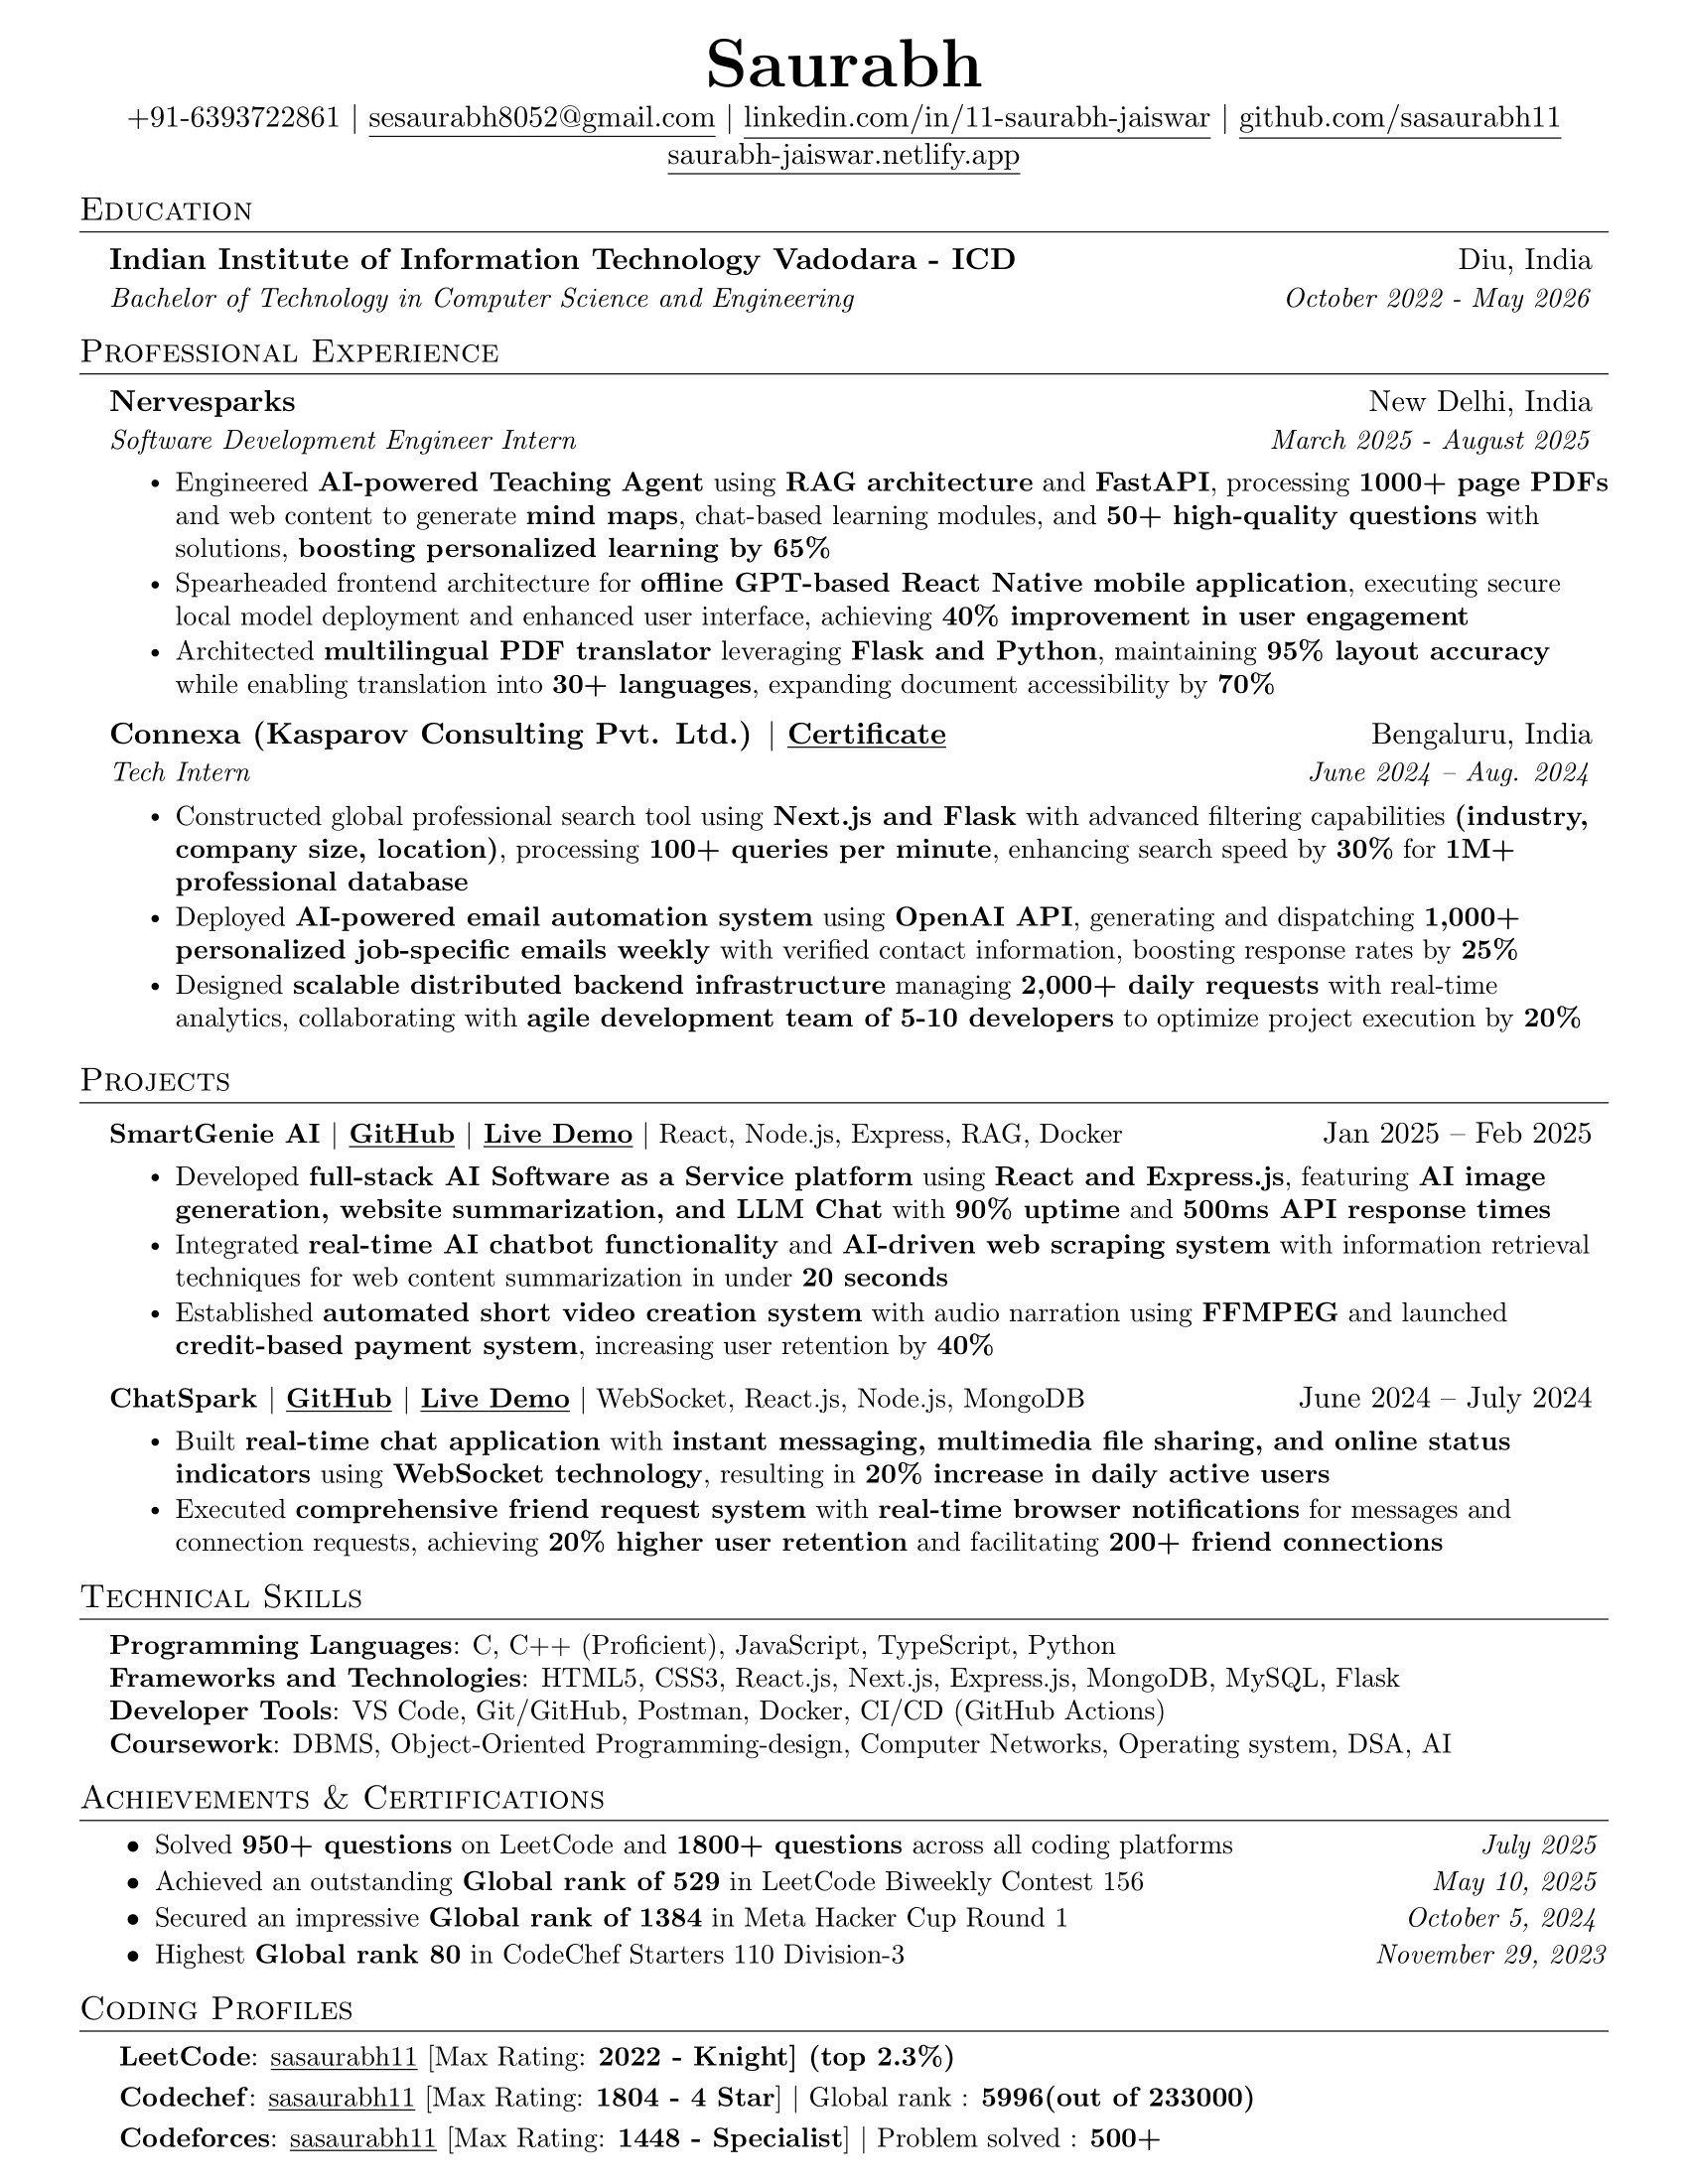 Saurabh
+91-6393722861 | sesaurabh8052@gmail.com | linkedin.com/in/11-saurabh-jaiswar | github.com/sasaurabh11
saurabh-jaiswar.netlify.app
Education
Indian Institute of Information Technology Vadodara - ICD Diu, India
Bachelor of Technology in Computer Science and Engineering October 2022 - May 2026
Professional Experience
Nervesparks New Delhi, India
Software Development Engineer Intern March 2025 - August 2025
• Engineered AI-powered Teaching Agent using RAG architecture and FastAPI, processing 1000+ page PDFs
and web content to generate mind maps, chat-based learning modules, and 50+ high-quality questions with
solutions, boosting personalized learning by 65%
• Spearheaded frontend architecture for offline GPT-based React Native mobile application, executing secure
local model deployment and enhanced user interface, achieving 40% improvement in user engagement
• Architected multilingual PDF translator leveraging Flask and Python, maintaining 95% layout accuracy
while enabling translation into 30+ languages, expanding document accessibility by 70%
Connexa (Kasparov Consulting Pvt. Ltd.) | Certificate Bengaluru, India
Tech Intern June 2024 – Aug. 2024
• Constructed global professional search tool using Next.js and Flask with advanced filtering capabilities (industry,
company size, location), processing 100+ queries per minute, enhancing search speed by 30% for 1M+
professional database
• Deployed AI-powered email automation system using OpenAI API, generating and dispatching 1,000+
personalized job-specific emails weekly with verified contact information, boosting response rates by 25%
• Designed scalable distributed backend infrastructure managing 2,000+ daily requests with real-time
analytics, collaborating with agile development team of 5-10 developers to optimize project execution by 20%
Projects
SmartGenie AI | GitHub | Live Demo | React, Node.js, Express, RAG, Docker Jan 2025 – Feb 2025
• Developed full-stack AI Software as a Service platform using React and Express.js, featuring AI image
generation, website summarization, and LLM Chat with 90% uptime and 500ms API response times
• Integrated real-time AI chatbot functionality and AI-driven web scraping system with information retrieval
techniques for web content summarization in under 20 seconds
• Established automated short video creation system with audio narration using FFMPEG and launched
credit-based payment system, increasing user retention by 40%
ChatSpark | GitHub | Live Demo | WebSocket, React.js, Node.js, MongoDB June 2024 – July 2024
• Built real-time chat application with instant messaging, multimedia file sharing, and online status
indicators using WebSocket technology, resulting in 20% increase in daily active users
• Executed comprehensive friend request system with real-time browser notifications for messages and
connection requests, achieving 20% higher user retention and facilitating 200+ friend connections
Technical Skills
Programming Languages: C, C++ (Proficient), JavaScript, TypeScript, Python
Frameworks and Technologies: HTML5, CSS3, React.js, Next.js, Express.js, MongoDB, MySQL, Flask
Developer Tools: VS Code, Git/GitHub, Postman, Docker, CI/CD (GitHub Actions)
Coursework: DBMS, Object-Oriented Programming-design, Computer Networks, Operating system, DSA, AI
Achievements & Certifications
• Solved 950+ questions on LeetCode and 1800+ questions across all coding platforms July 2025
• Achieved an outstanding Global rank of 529 in LeetCode Biweekly Contest 156 May 10, 2025
• Secured an impressive Global rank of 1384 in Meta Hacker Cup Round 1 October 5, 2024
• Highest Global rank 80 in CodeChef Starters 110 Division-3 November 29, 2023
Coding Profiles
LeetCode: sasaurabh11 [Max Rating: 2022 - Knight] (top 2.3%)
Codechef: sasaurabh11 [Max Rating: 1804 - 4 Star] | Global rank : 5996(out of 233000)
Codeforces: sasaurabh11 [Max Rating: 1448 - Specialist] | Problem solved : 500+